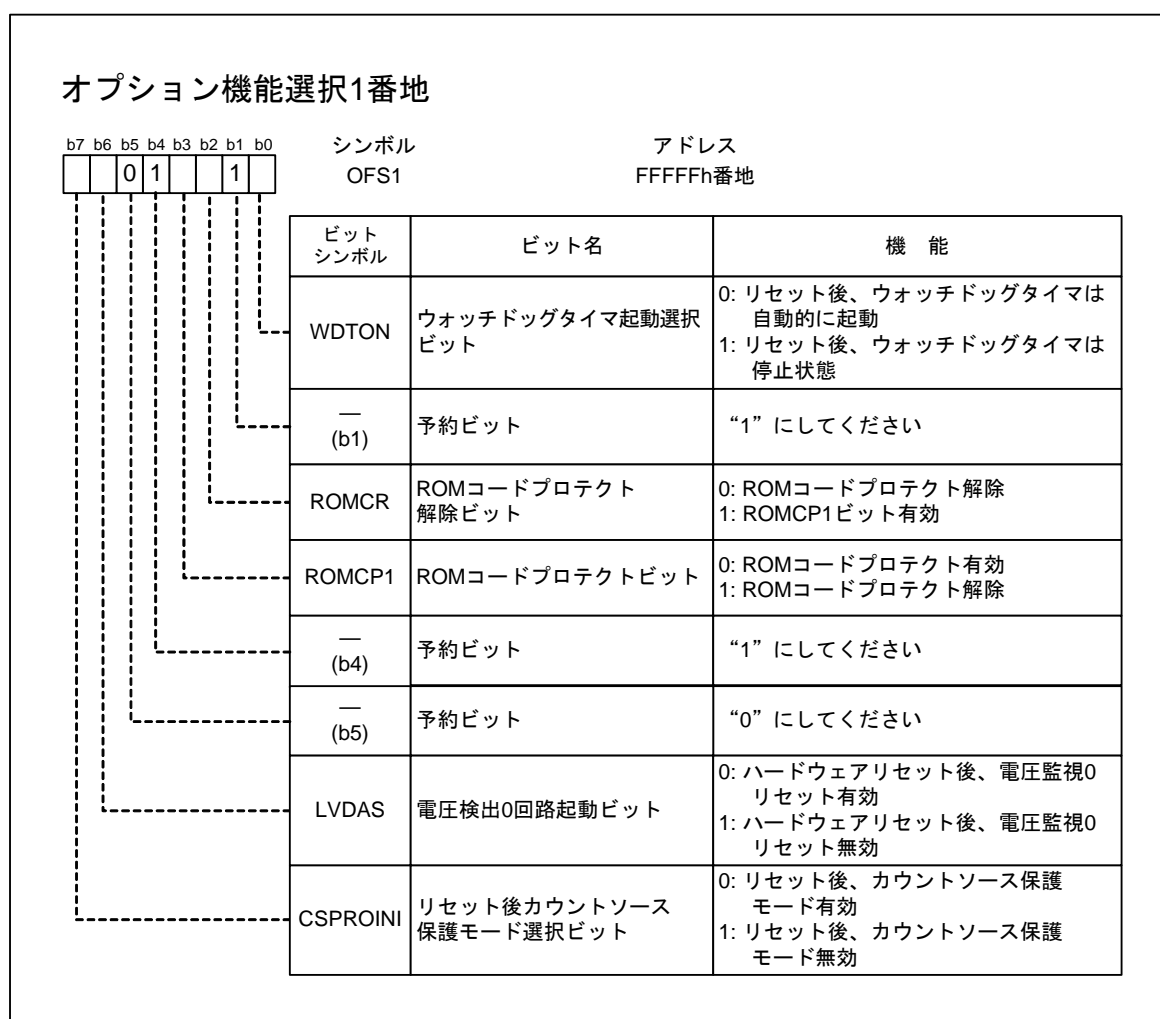 オプション機能選択1番地
b7 b6 b5 b4 b3 b2 b1 b0
シンボル
アドレス
0 1 1
OFS1
FFFFFh番地
ビット
シンボル
ビット名
機 能
WDTON
ウォッチドッグタイマ起動選択
ビット
0: リセット後、ウォッチドッグタイマは
自動的に起動
1: リセット後、ウォッチドッグタイマは
停止状態
—
(b1)
予約ビット
“1”にしてください
ROMCR
ROMコードプロテクト
解除ビット
0: ROMコードプロテクト解除
1: ROMCP1ビット有効
ROMCP1
ROMコードプロテクトビット
0: ROMコードプロテクト有効
1: ROMコードプロテクト解除
—
(b4)
予約ビット
“1”にしてください
—
(b5)
予約ビット
“0”にしてください
LVDAS
電圧検出0回路起動ビット
0: ハードウェアリセット後、電圧監視0
リセット有効
1: ハードウェアリセット後、電圧監視0
リセット無効
CSPROINI
リセット後カウントソース
保護モード選択ビット
0: リセット後、カウントソース保護
モード有効
1: リセット後、カウントソース保護
モード無効